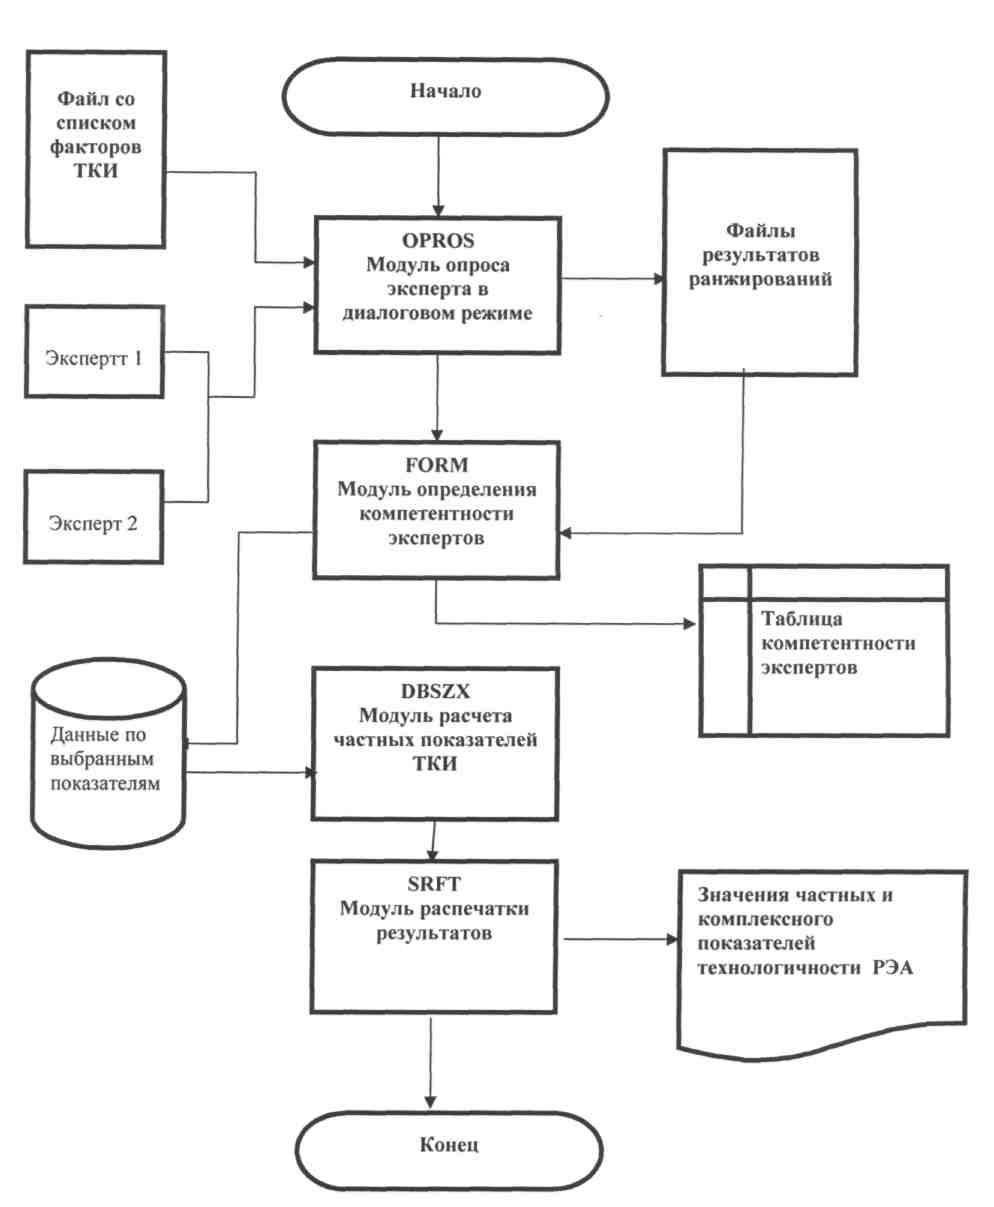 Начало
Файл со
списком
факторов
ТКИ
OPROS
Модуль опроса
эксперта в
диалоговом режиме
Файлы
результатов
ранжирований
Экспертт 1
Эксперт 2
FORM
Модуль определения
компетентности
экспертов
Таблица
компетентности
экспертов
Данные по
выбранным
показателям
DBSZX
Модуль расчета
частных показателей
ТКИ
SRFT
Модуль распечатки
результатов
Значения частных и
комплексного
показателей
технологичности РЭА
Конец